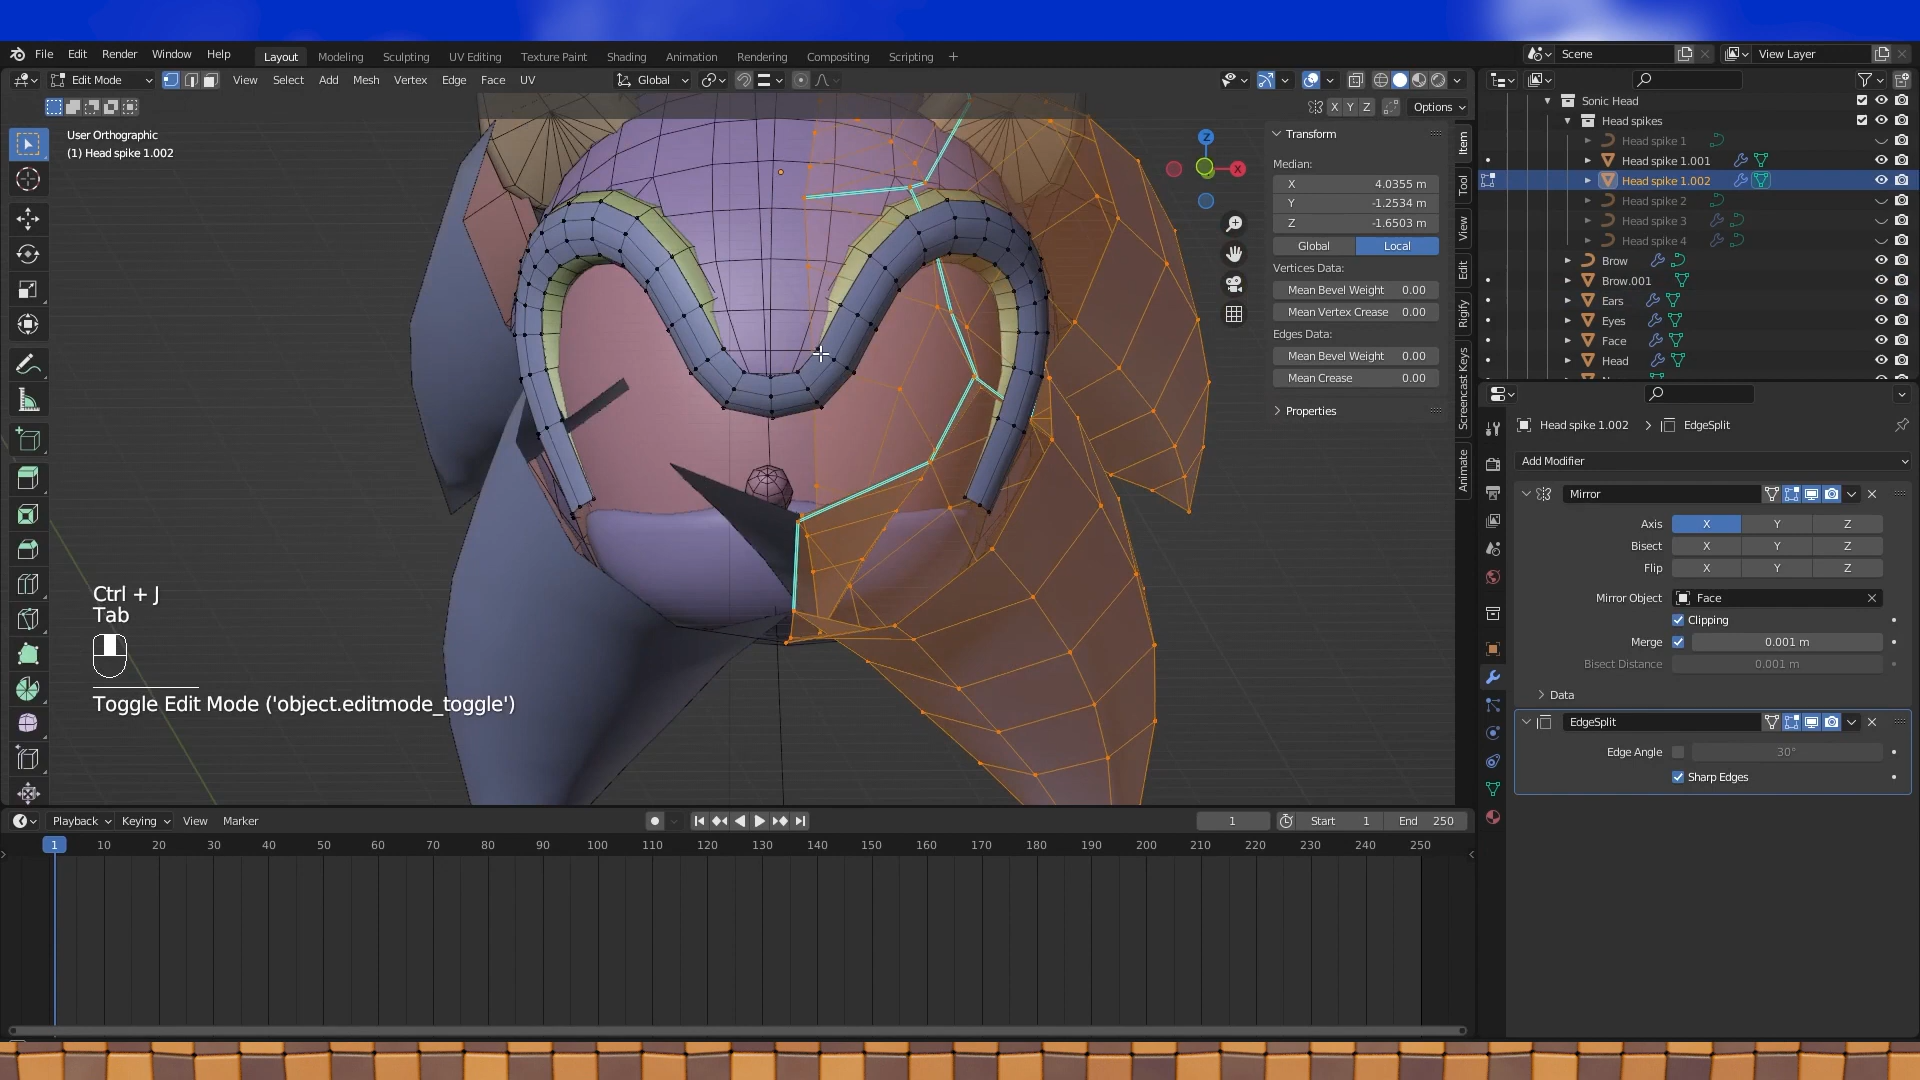 File Edit Render Window Help Layout Modeling Sculpting UV Editing Texture Paint Shading Animation Rendering Compositing Scripting Scene View Layer
Edit Mode View Select Add Mesh Vertex Edge Face UV Global
X Y Z Options
User Orthographic
(1) Head spike 1.002
Z
X
Transform
Median:
X 4.0355 m
Y -1.2534 m
Z -1.6503 m
Global Local
Vertices Data:
Mean Bevel Weight 0.00
Mean Vertex Crease 0.00
Edges Data:
Mean Bevel Weight 0.00
Mean Crease 0.00
Properties
Item
Tool
View
Edit
Rigify
Screencast Keys
Animate
Sonic Head
Head spikes
Head spike 1
Head spike 1.001
Head spike 1.002
Head spike 2
Head spike 3
Head spike 4
Brow
Brow.001
Ears
Eyes
Face
Head
Head spike 1.002 EdgeSplit
Add Modifier
Mirror
Axis X Y Z
Bisect X Y Z
Flip X Y Z
Mirror Object Face
Clipping
Merge 0.001 m
Bisect Distance 0.001 m
Data
EdgeSplit
Edge Angle 30°
Sharp Edges
Ctrl + J
Tab
Toggle Edit Mode ('object.editmode_toggle')
Playback Keying View Marker 1 Start 1 End 250
1 10 20 30 40 50 60 70 80 90 100 110 120 130 140 150 160 170 180 190 200 210 220 230 240 250